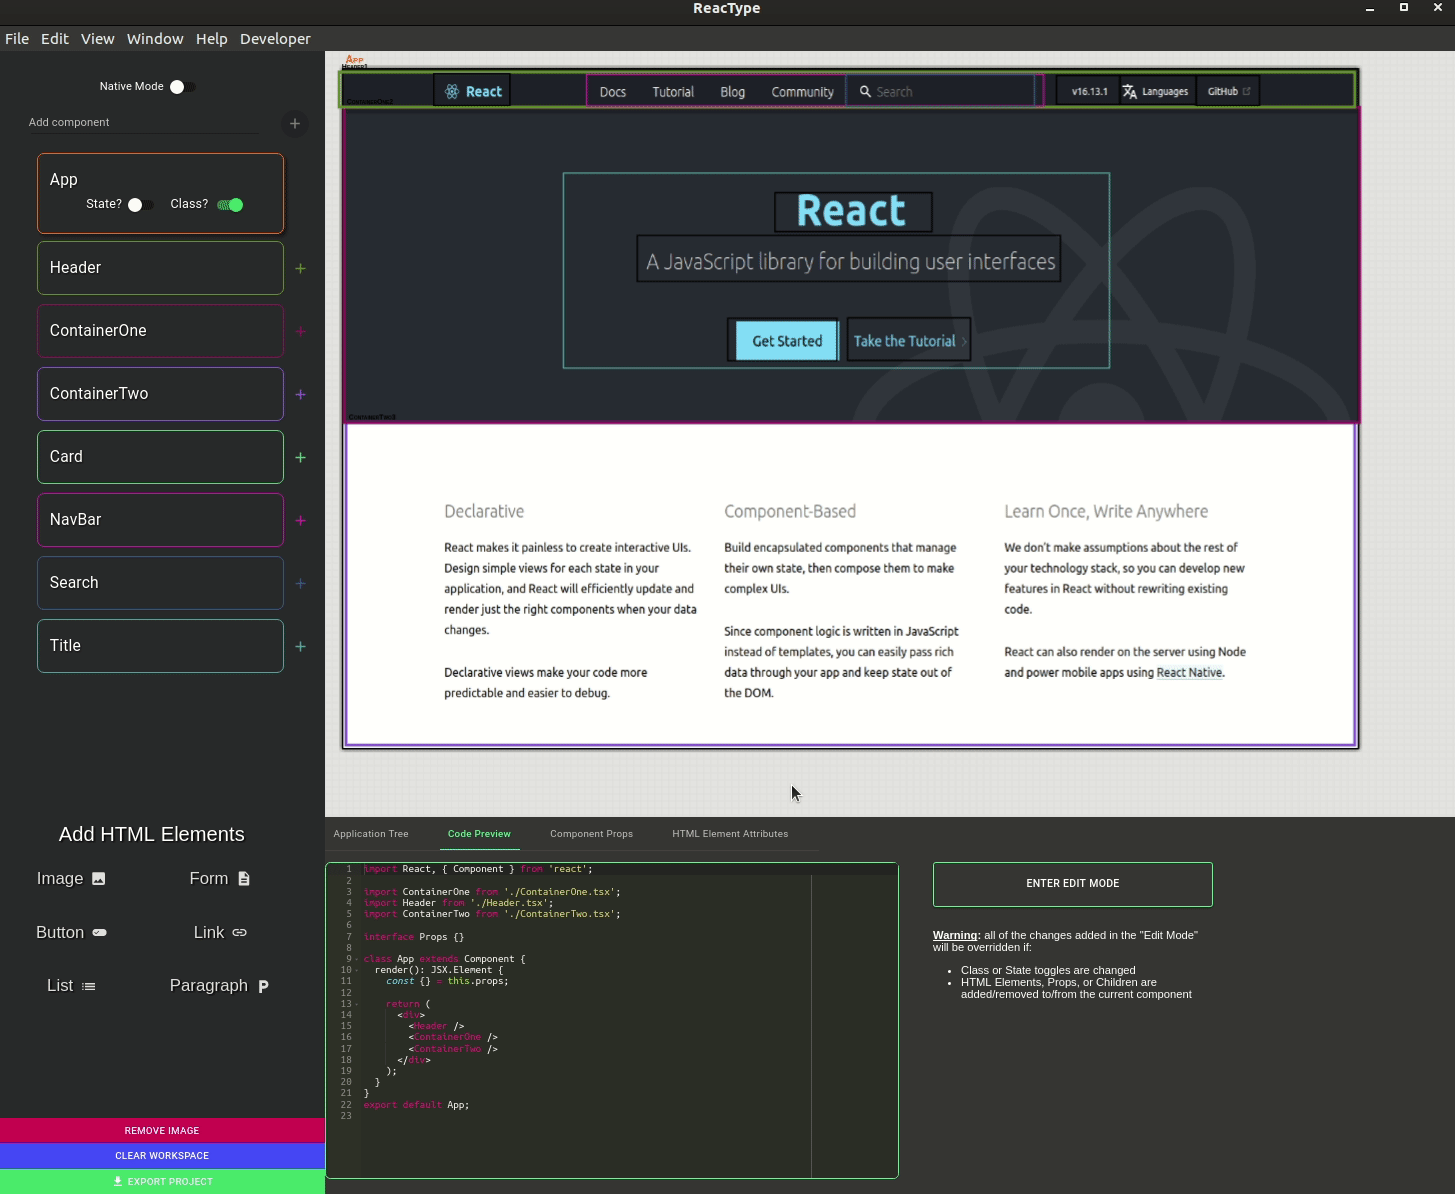 ReacType
File Edit View Window Help Developer
Native Mode
Add component
App
State? Class?
Header
ContainerOne
ContainerTwo
Card
NavBar
Search
Title
Add HTML Elements
Image Form
Button Link
List Paragraph
REMOVE IMAGE
CLEAR WORKSPACE
EXPORT PROJECT
App
React Docs Tutorial Blog Community Search v16.13.1 Languages GitHub
React
A JavaScript library for building user interfaces
Get Started Take the Tutorial
Declarative
React makes it painless to create interactive UIs.
Design simple views for each state in your
application, and React will efficiently update and
render just the right components when your data
changes.
Declarative views make your code more
predictable and easier to debug.
Component-Based
Build encapsulated components that manage
their own state, then compose them to make
complex UIs.
Since component logic is written in JavaScript
instead of templates, you can easily pass rich
data through your app and keep state out of
the DOM.
Learn Once, Write Anywhere
We don't make assumptions about the rest of
your technology stack, so you can develop new
features in React without rewriting existing
code.
React can also render on the server using Node
and power mobile apps using React Native.
Application Tree Code Preview Component Props HTML Element Attributes
1 import React, { Component } from 'react';
2
3 import ContainerOne from './ContainerOne.tsx';
4 import Header from './Header.tsx';
5 import ContainerTwo from './ContainerTwo.tsx';
6
7 interface Props {}
8
9 class App extends Component {
10 render(): JSX.Element {
11 const {} = this.props;
12
13 return (
14 <div>
15 <Header />
16 <ContainerOne />
17 <ContainerTwo />
18 </div>
19 );
20 }
21 }
22 export default App;
23
ENTER EDIT MODE
Warning: all of the changes added in the "Edit Mode"
will be overridden if:
• Class or State toggles are changed
• HTML Elements, Props, or Children are
added/removed to/from the current component